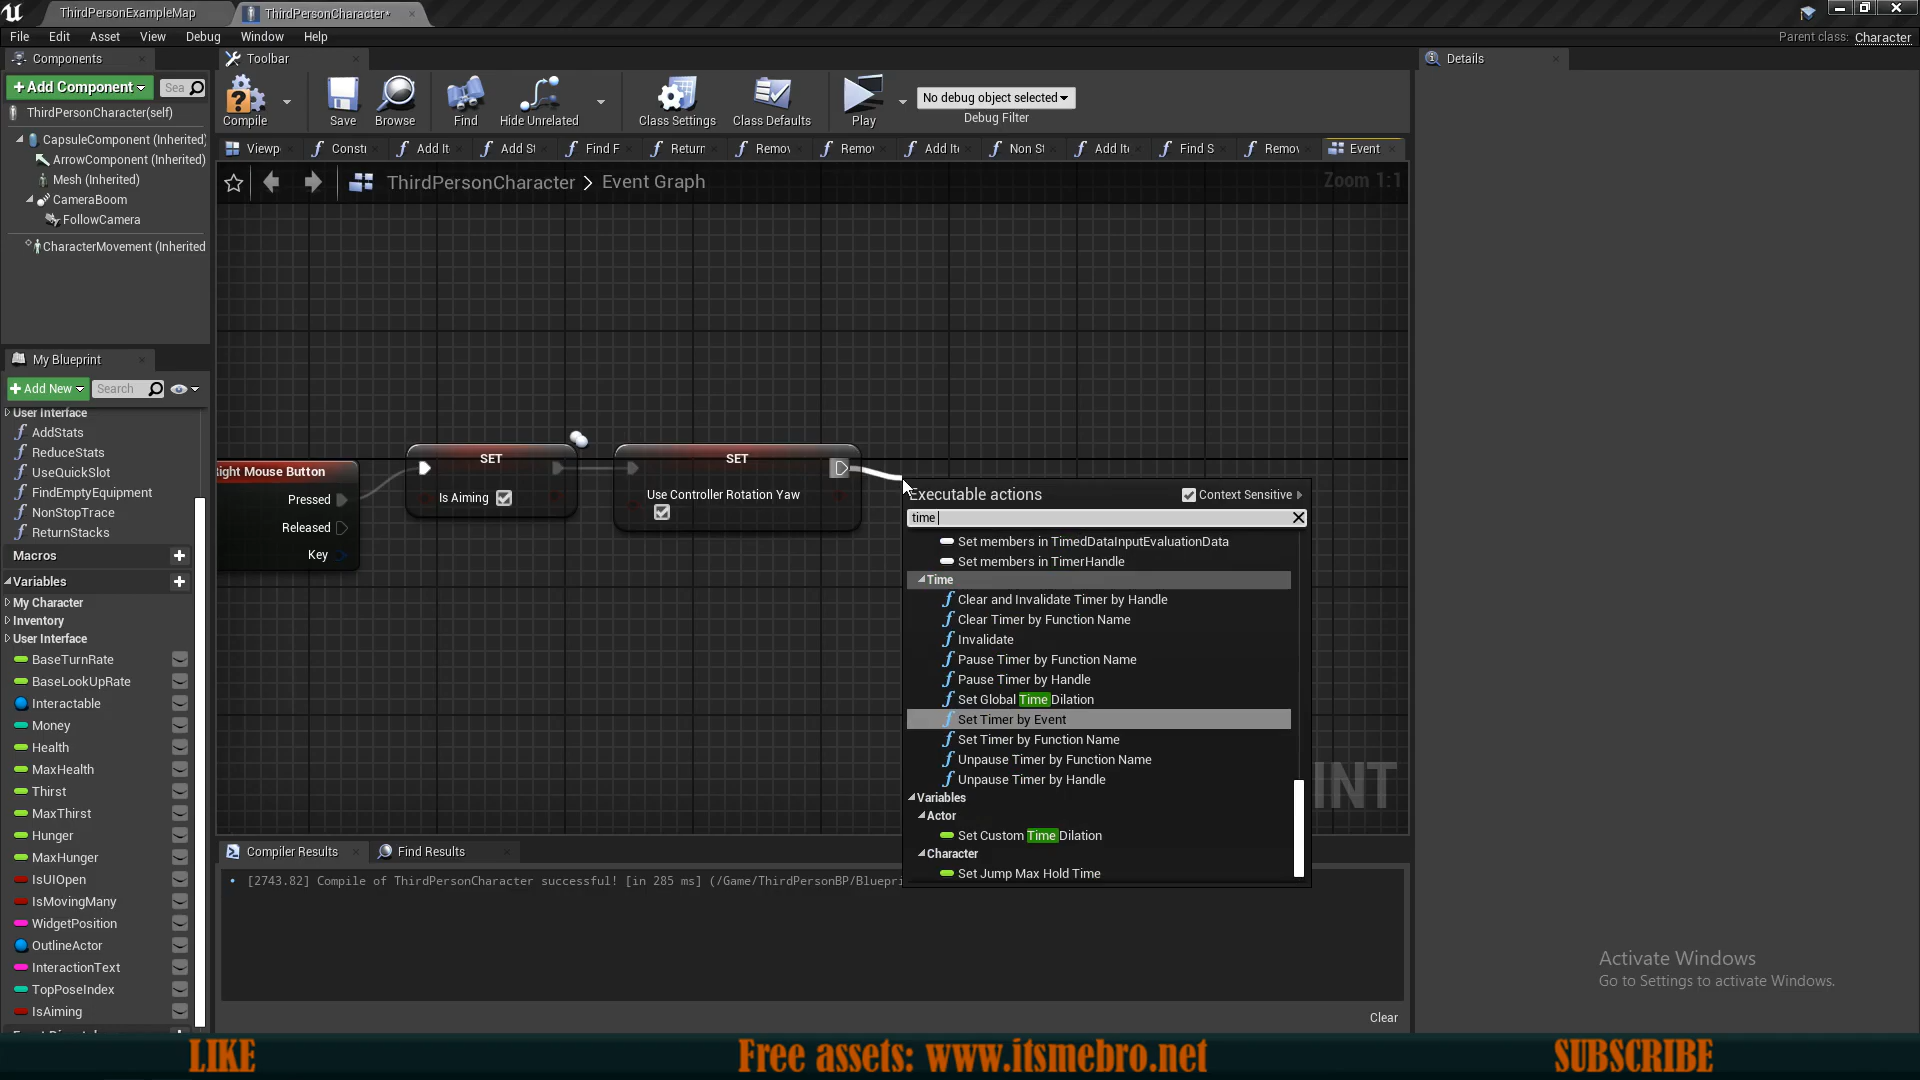 ThirdPersonExampleMap
ThirdPersonCharacter*
File
Edit
Asset
View
Debug
Window
Help
Parent class:
Character
Components
+Add Component
Sea
ThirdPersonCharacter(self)
CapsuleComponent (Inherited)
ArrowComponent (Inherited)
Mesh (Inherited)
CameraBoom
FollowCamera
CharacterMovement (Inherited
Toolbar
Compile
Save
Browse
Find
Hide Unrelated
Class Settings
Class Defaults
Play
No debug object selected
Debug Filter
Viewp
Constr
Add It
Add St
Find F
Return
Remov
Remo
Add Ite
Non St
Add Ite
Find S
Remov
Event
ThirdPersonCharacter > Event Graph
Zoom 1:1
Details
My Blueprint
+Add New
Search
User Interface
AddStats
ReduceStats
UseQuickSlot
FindEmptyEquipment
NonStopTrace
ReturnStacks
Macros
Variables
My Character
Inventory
User Interface
BaseTurnRate
BaseLookUpRate
Interactable
Money
Health
MaxHealth
Thirst
MaxThirst
Hunger
MaxHunger
IsUIOpen
IsMovingMany
WidgetPosition
OutlineActor
InteractionText
TopPoseIndex
IsAiming
ight Mouse Button
Pressed
Released
Key
SET
Is Aiming
SET
Use Controller Rotation Yaw
Executable actions
Context Sensitive
time
Set members in TimedDataInputEvaluationData
Set members in TimerHandle
Time
Clear and Invalidate Timer by Handle
Clear Timer by Function Name
Invalidate
Pause Timer by Function Name
Pause Timer by Handle
Set Global Time Dilation
Set Timer by Event
Set Timer by Function Name
Unpause Timer by Function Name
Unpause Timer by Handle
Variables
Actor
Set Custom Time Dilation
Character
Set Jump Max Hold Time
INT
Compiler Results
Find Results
[2743.82] Compile of ThirdPersonCharacter successful! [in 285 ms] (/Game/ThirdPersonBP/Bluepri
Clear
Activate Windows
Go to Settings to activate Windows.
LIKE
Free assets: www.itsmebro.net
SUBSCRIBE